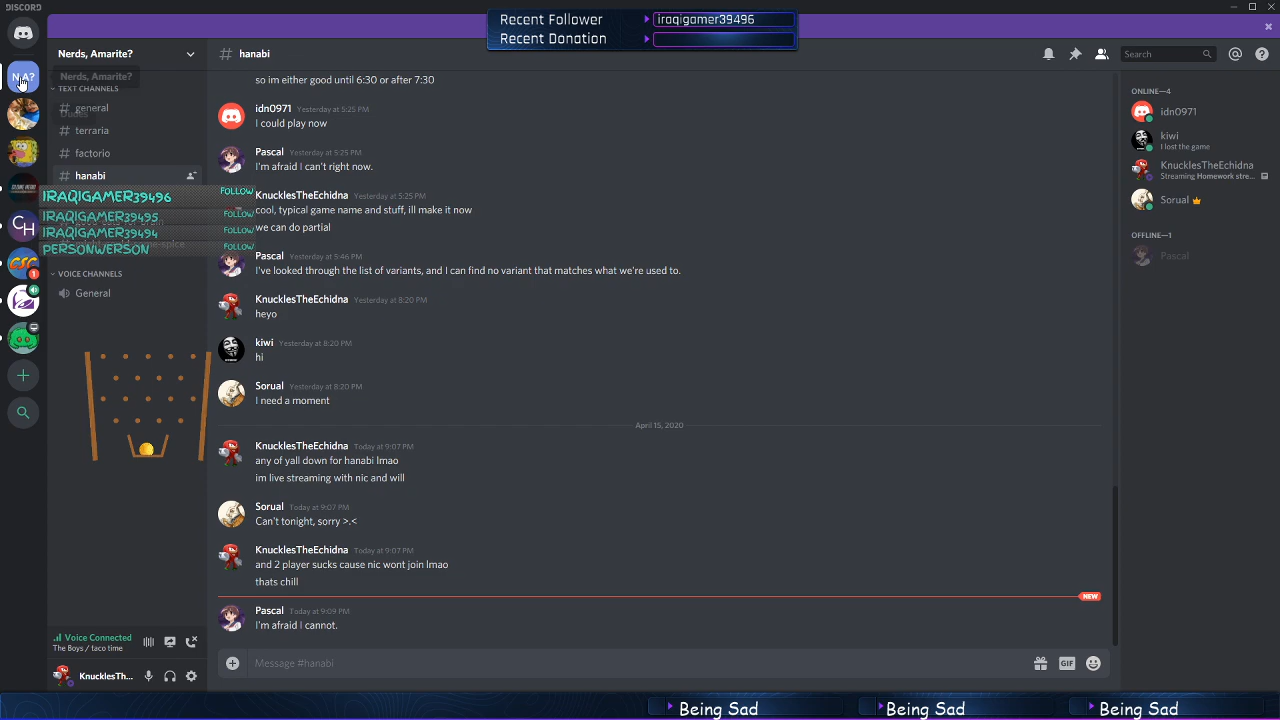 DISCORD
Recent Follower
iraqigamer39496
Recent Donation
Nerds, Amarite?
# hanabi
Search
N A?
Nerds, Amarite?
TEXT CHANNELS
# general
# terraria
# factorio
# hanabi
IRAQIGAMER39496 FOLLOW
IRAQIGAMER39495 FOLLOW
IRAQIGAMER39494 FOLLOW
PERSONWERSON FOLLOW
CH
CSC
1
VOICE CHANNELS
General
Voice Connected
The Boys / taco time
KnucklesTh...
so im either good until 6:30 or after 7:30
idn0971 Yesterday at 5:25 PM
I could play now
Pascal Yesterday at 5:25 PM
I'm afraid I can't right now.
KnucklesTheEchidna Yesterday at 5:25 PM
cool, typical game name and stuff, ill make it now
we can do partial
Pascal Yesterday at 5:46 PM
I've looked through the list of variants, and I can find no variant that matches what we're used to.
KnucklesTheEchidna Yesterday at 8:20 PM
heyo
kiwi Yesterday at 8:20 PM
hi
Sorual Yesterday at 8:20 PM
I need a moment
April 15, 2020
KnucklesTheEchidna Today at 9:07 PM
any of yall down for hanabi lmao
im live streaming with nic and will
Sorual Today at 9:07 PM
Can't tonight, sorry >.<
KnucklesTheEchidna Today at 9:07 PM
and 2 player sucks cause nic wont join lmao
thats chill
NEW
Pascal Today at 9:09 PM
I'm afraid I cannot.
Message #hanabi
GIF
ONLINE—4
idn0971
kiwi
I lost the game
KnucklesTheEchidna
Streaming Homework stre...
Sorual
OFFLINE—1
Pascal
Being Sad
Being Sad
Being Sad